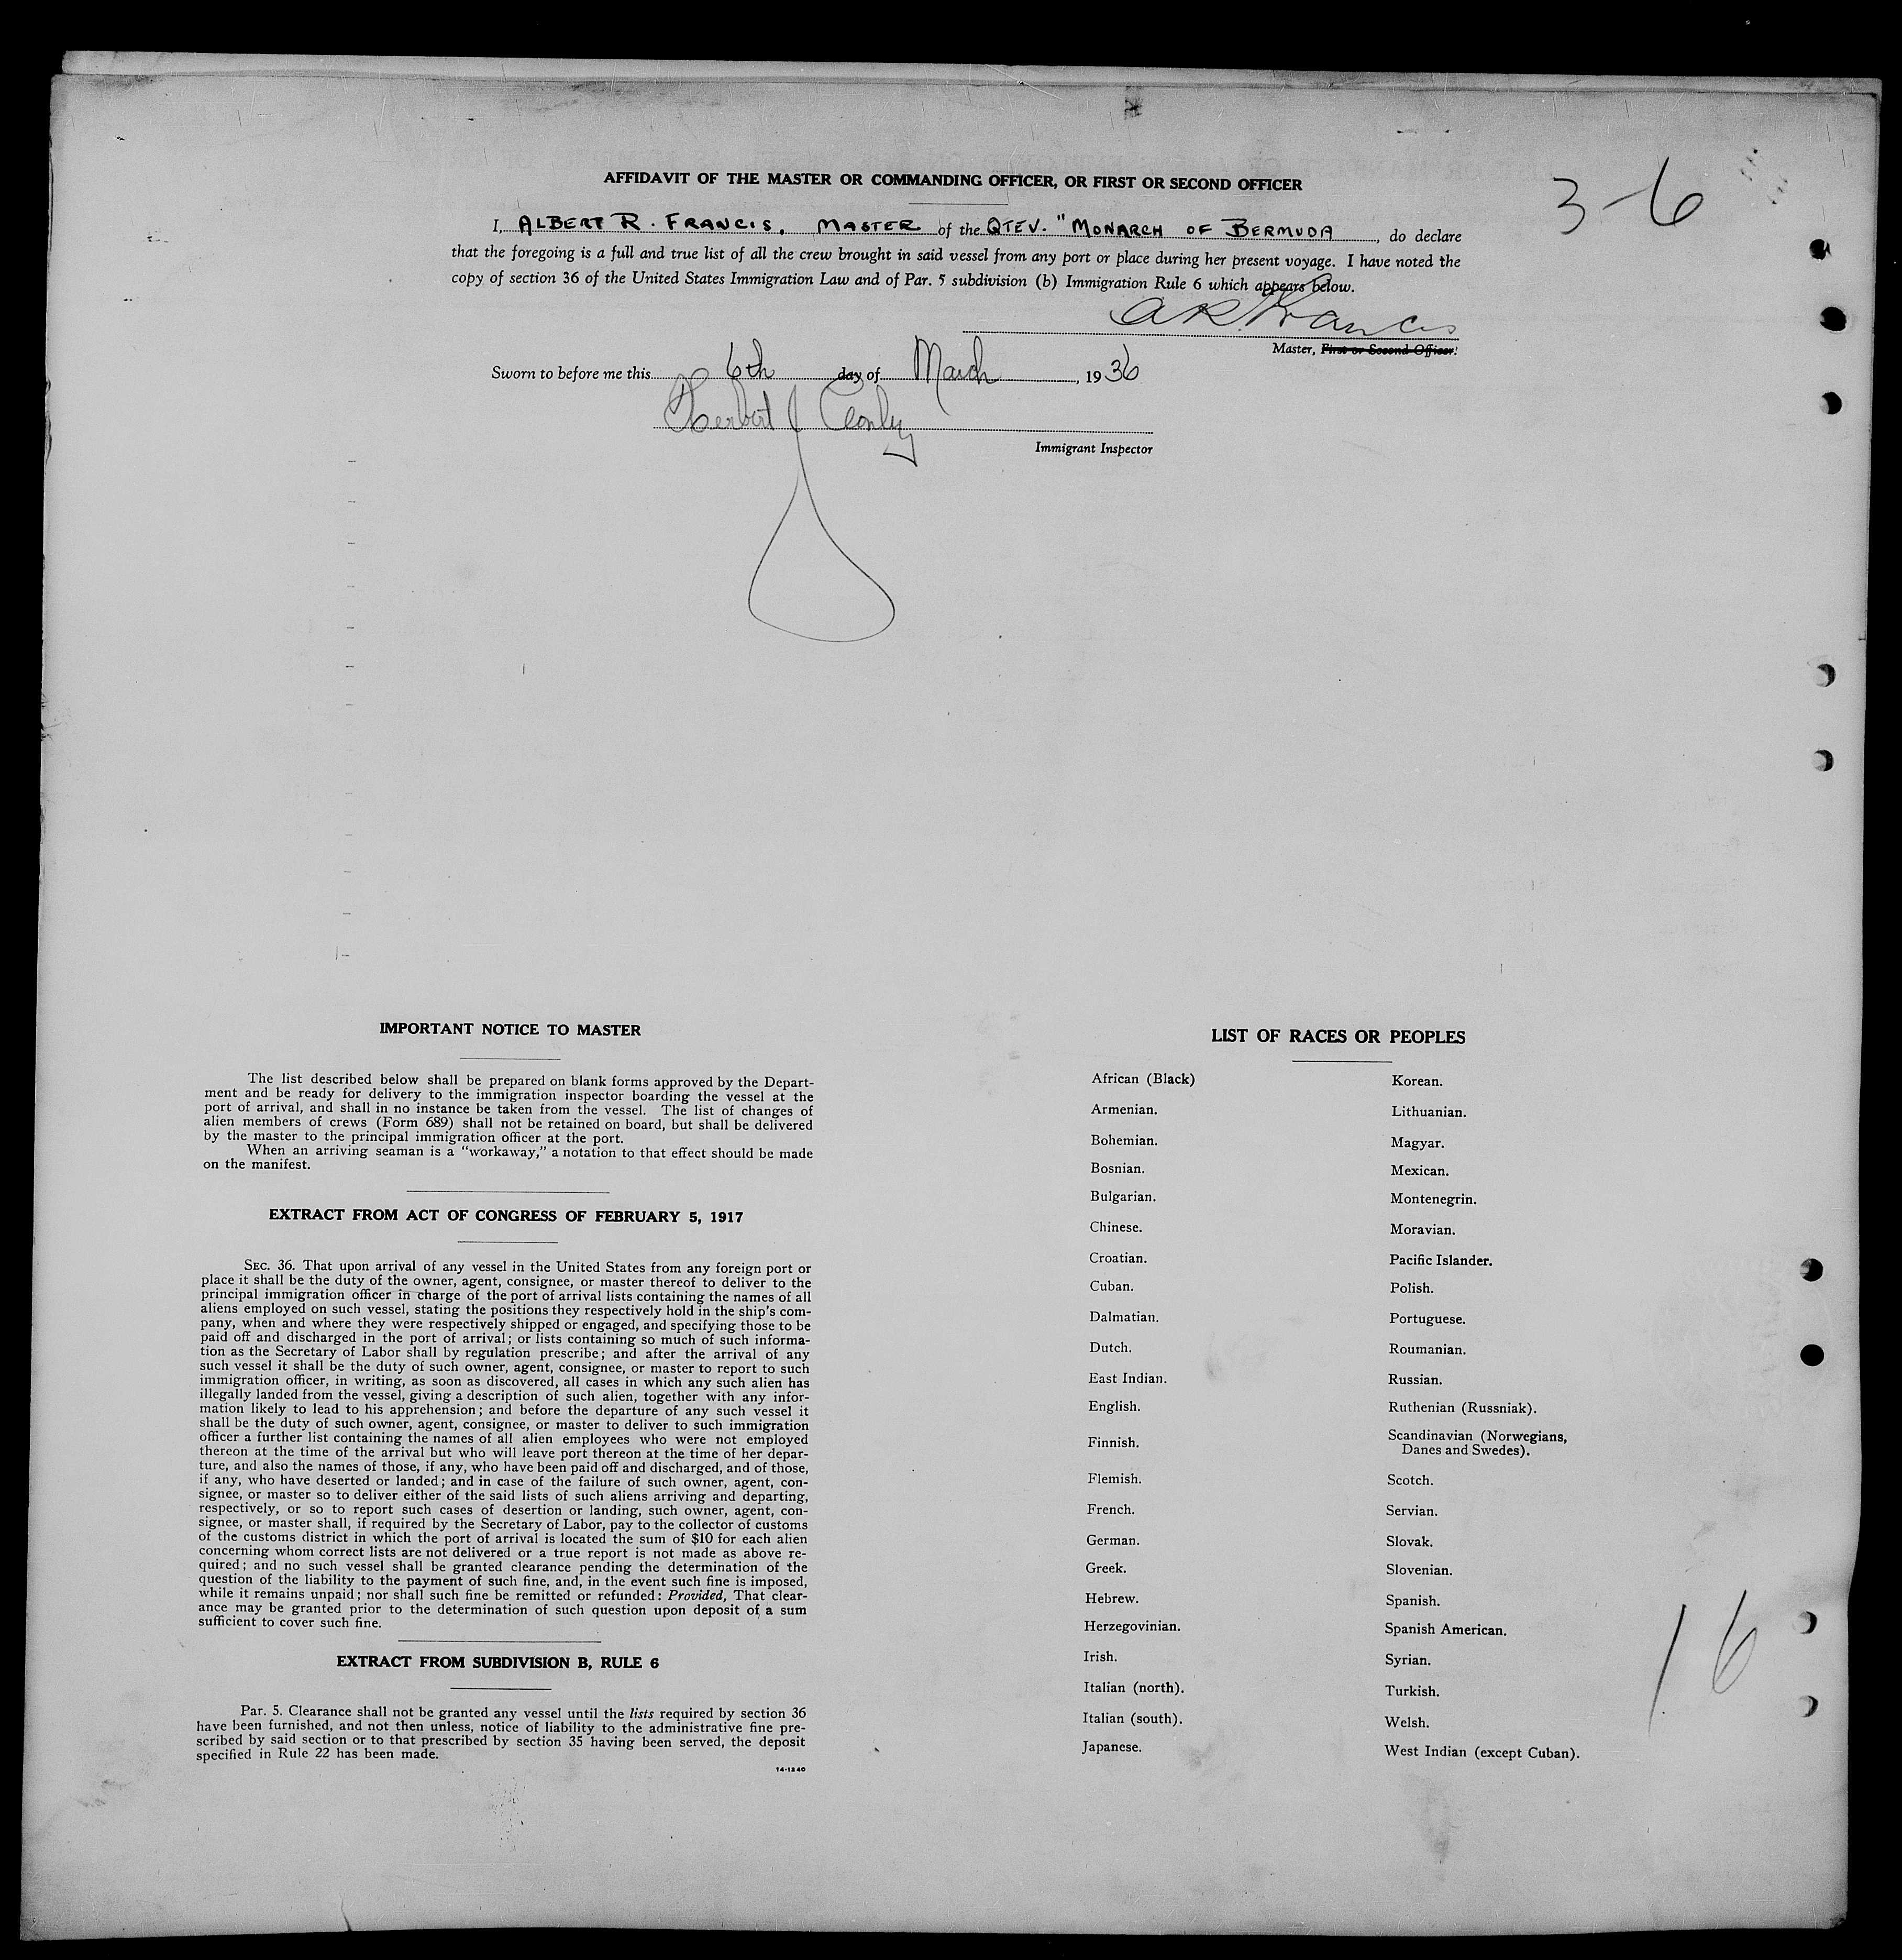 AFFIDAVIT OF THE MASTER OR COMMANDING OFFICER, OR FIRST OR SECOND OFFICER
3-6
I, ALBERT R. FRANCIS, MASTER of the QTEV. "MONARCH OF BERMUDA, do declare
that the foregoing is a full and true list of all the crew brought in said vessel from any port or place during her present voyage. I have noted the
copy of section 36 of the United States Immigration Law and of Par. 5 subdivision (b) Immigration Rule 6 which appears below.
A R Francis
Master, First or Second Officer.
Sworn to before me this 6th day of March, 1936
Herbert J
Immigrant Inspector
IMPORTANT NOTICE TO MASTER
The list described below shall be prepared on blank forms approved by the Depart-
ment and be ready for delivery to the immigration inspector boarding the vessel at the
port of arrival, and shall in no instance be taken from the vessel. The list of changes of
alien members of crews (Form 689) shall not be retained on board, but shall be delivered
by the master to the principal immigration officer at the port.
When an arriving seaman is a "workaway," a notation to that effect should be made
on the manifest.
EXTRACT FROM ACT OF CONGRESS OF FEBRUARY 5, 1917
SEC. 36. That upon arrival of any vessel in the United States from any foreign port or
place it shall be the duty of the owner, agent, consignee, or master thereof to deliver to the
principal immigration officer in charge of the port of arrival lists containing the names of all
aliens employed on such vessel, stating the positions they respectively hold in the ship's com-
pany, when and where they were respectively shipped or engaged, and specifying those to be
paid off and discharged in the port of arrival; or lists containing so much of such informa-
tion as the Secretary of Labor shall by regulation prescribe; and after the arrival of any
such vessel it shall be the duty of such owner, agent, consignee, or master to report to such
immigration officer, in writing, as soon as discovered, all cases in which any such alien has
illegally landed from the vessel, giving a description of such alien, together with any infor-
mation likely to lead to his apprehension; and before the departure of any such vessel it
shall be the duty of such owner, agent, consignee, or master to deliver to such immigration
officer a further list containing the names of all alien employees who were not employed
thereon at the time of the arrival but who will leave port thereon at the time of her depar-
ture, and also the names of those, if any, who have been paid off and discharged, and of those,
if any, who have deserted or landed; and in case of the failure of such owner, agent, con-
signee, or master so to deliver either of the said lists of such aliens arriving and departing,
respectively, or so to report such cases of desertion or landing, such owner, agent, con-
signee, or master shall, if required by the Secretary of Labor, pay to the collector of customs
of the customs district in which the port of arrival is located the sum of $10 for each alien
concerning whom correct lists are not delivered or a true report is not made as above re-
quired; and no such vessel shall be granted clearance pending the determination of the
question of the liability to the payment of such fine, and, in the event such fine is imposed,
while it remains unpaid; nor shall such fine be remitted or refunded: Provided, That clear-
ance may be granted prior to the determination of such question upon deposit of a sum
sufficient to cover such fine.
EXTRACT FROM SUBDIVISION B, RULE 6
Par. 5. Clearance shall not be granted any vessel until the lists required by section 36
have been furnished, and not then unless, notice of liability to the administrative fine pre-
scribed by said section or to that prescribed by section 35 having been served, the deposit
specified in Rule 22 has been made.
14-1240
LIST OF RACES OR PEOPLES
African (Black)
Armenian.
Bohemian.
Bosnian.
Bulgarian.
Chinese.
Croatian.
Cuban.
Dalmatian.
Dutch.
East Indian.
English.
Finnish.
Flemish.
French.
German.
Greek.
Hebrew.
Herzegovinian.
Irish.
Italian (north).
Italian (south).
Japanese.
Korean.
Lithuanian.
Magyar.
Mexican.
Montenegrin.
Moravian.
Pacific Islander.
Polish.
Portuguese.
Roumanian.
Russian.
Ruthenian (Russniak).
Scandinavian (Norwegians,
Danes and Swedes).
Scotch.
Servian.
Slovak.
Slovenian.
Spanish.
Spanish American.
Syrian.
Turkish.
Welsh.
West Indian (except Cuban).
16